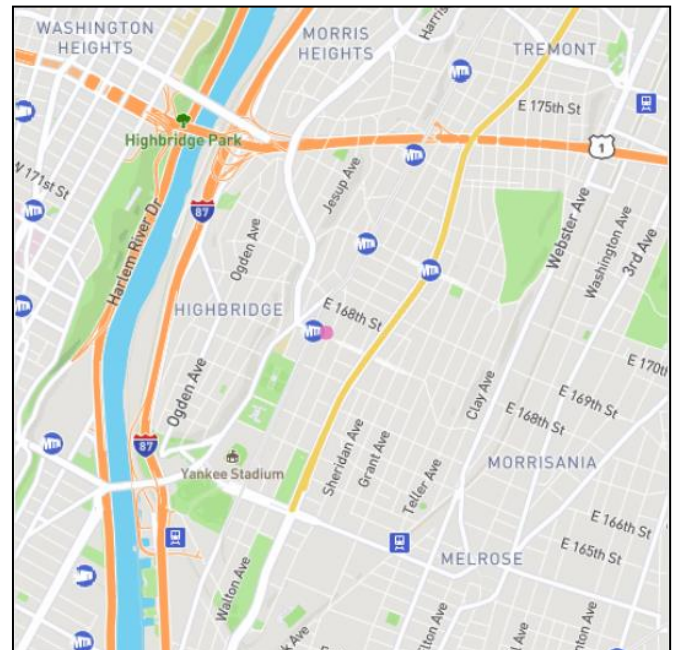 WASHINGTON
HEIGHTS
MORRIS
HEIGHTS
Harris
TREMONT
E 175th St
Highbridge Park
1
W 171st St
Jesup Ave
87
Harlem River Dr
Ogden Ave
Webster Ave
Washington Ave
3rd Ave
HIGHBRIDGE
E 168th St
E 170th
Ogden Ave
Clay Ave
E 169th St
E 168th St
87
Yankee Stadium
Sheridan Ave
Grant Ave
Teller Ave
MORRISANIA
E 166th St
E 165th St
MELROSE
Walton Ave